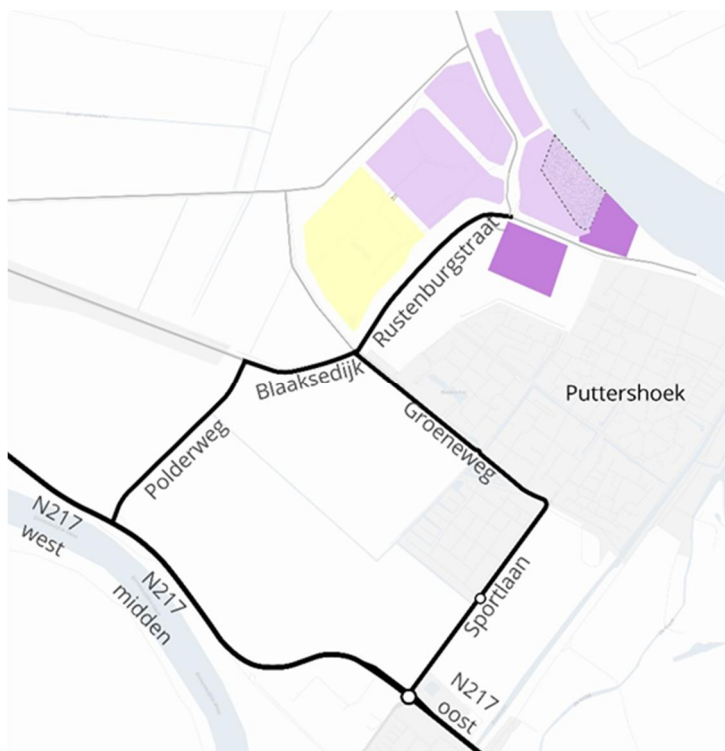 Rustenburgstraat
Blaaksedijk
Puttershoek
Groeneweg
Polderweg
N217
west
N217
midden
Sportlaan
N217
oost